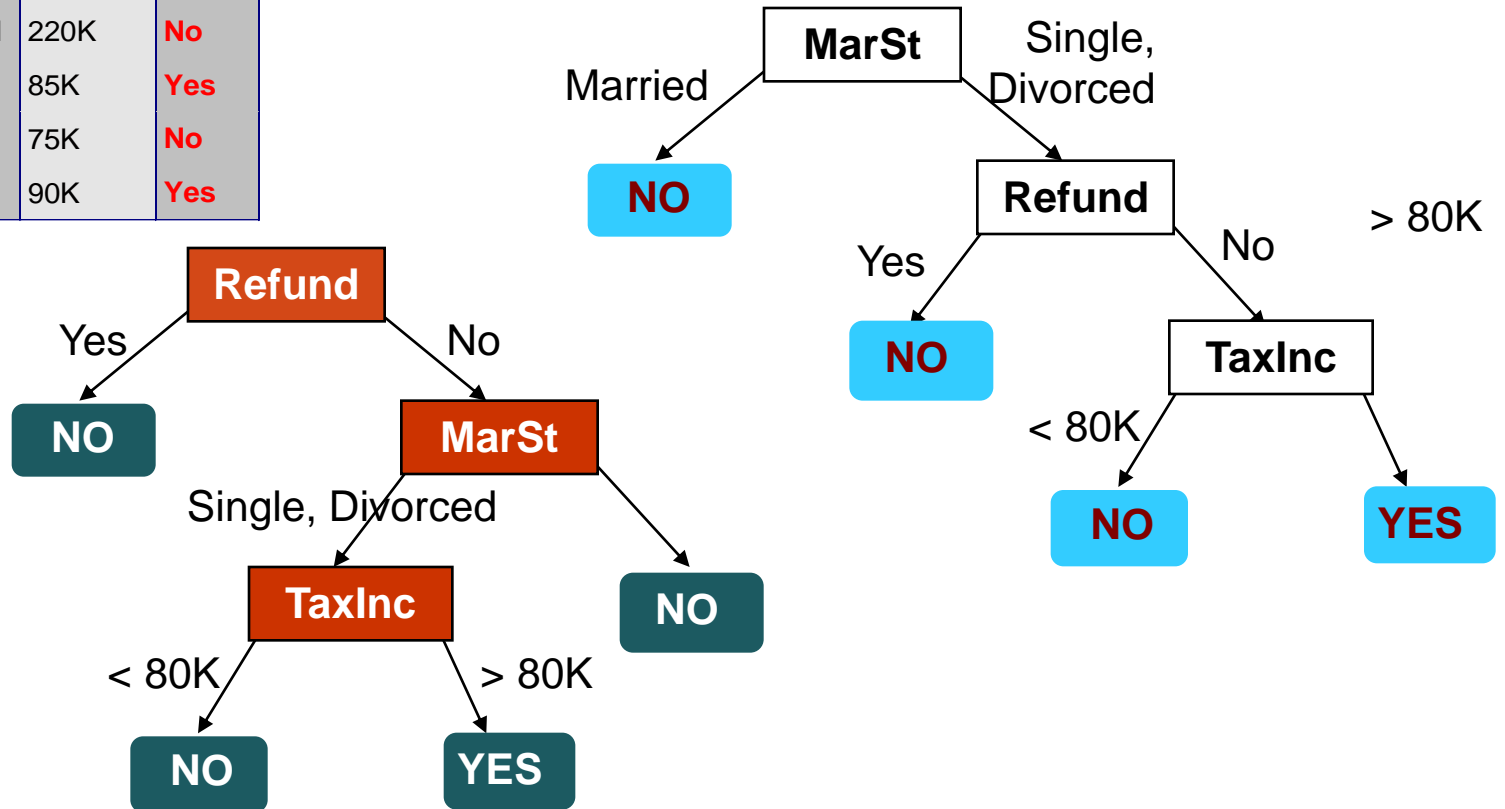 220K No
85K Yes
75K No
90K Yes
MarSt
Single,
Divorced
Married
NO
Refund
> 80K
Yes
No
NO
TaxInc
< 80K
NO
YES
Refund
Yes
No
NO
MarSt
Single, Divorced
TaxInc
NO
< 80K
> 80K
NO
YES